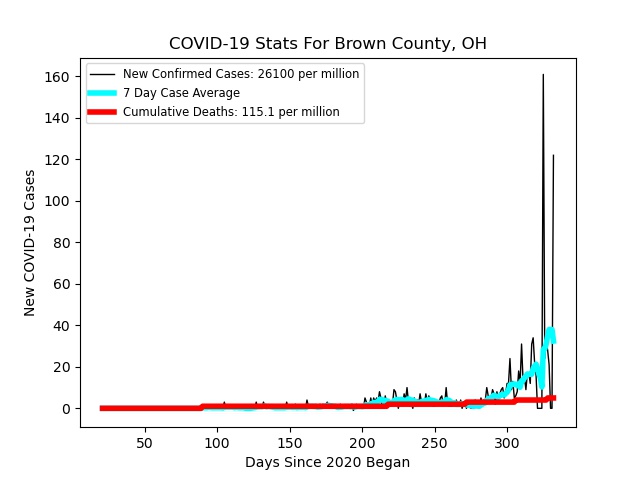 COVID-19 Stats For Brown County, OH
New Confirmed Cases: 26100 per million
7 Day Case Average
Cumulative Deaths: 115.1 per million
New COVID-19 Cases
160
140
120
100
80
60
40
20
0
50
100
150
200
250
300
Days Since 2020 Began